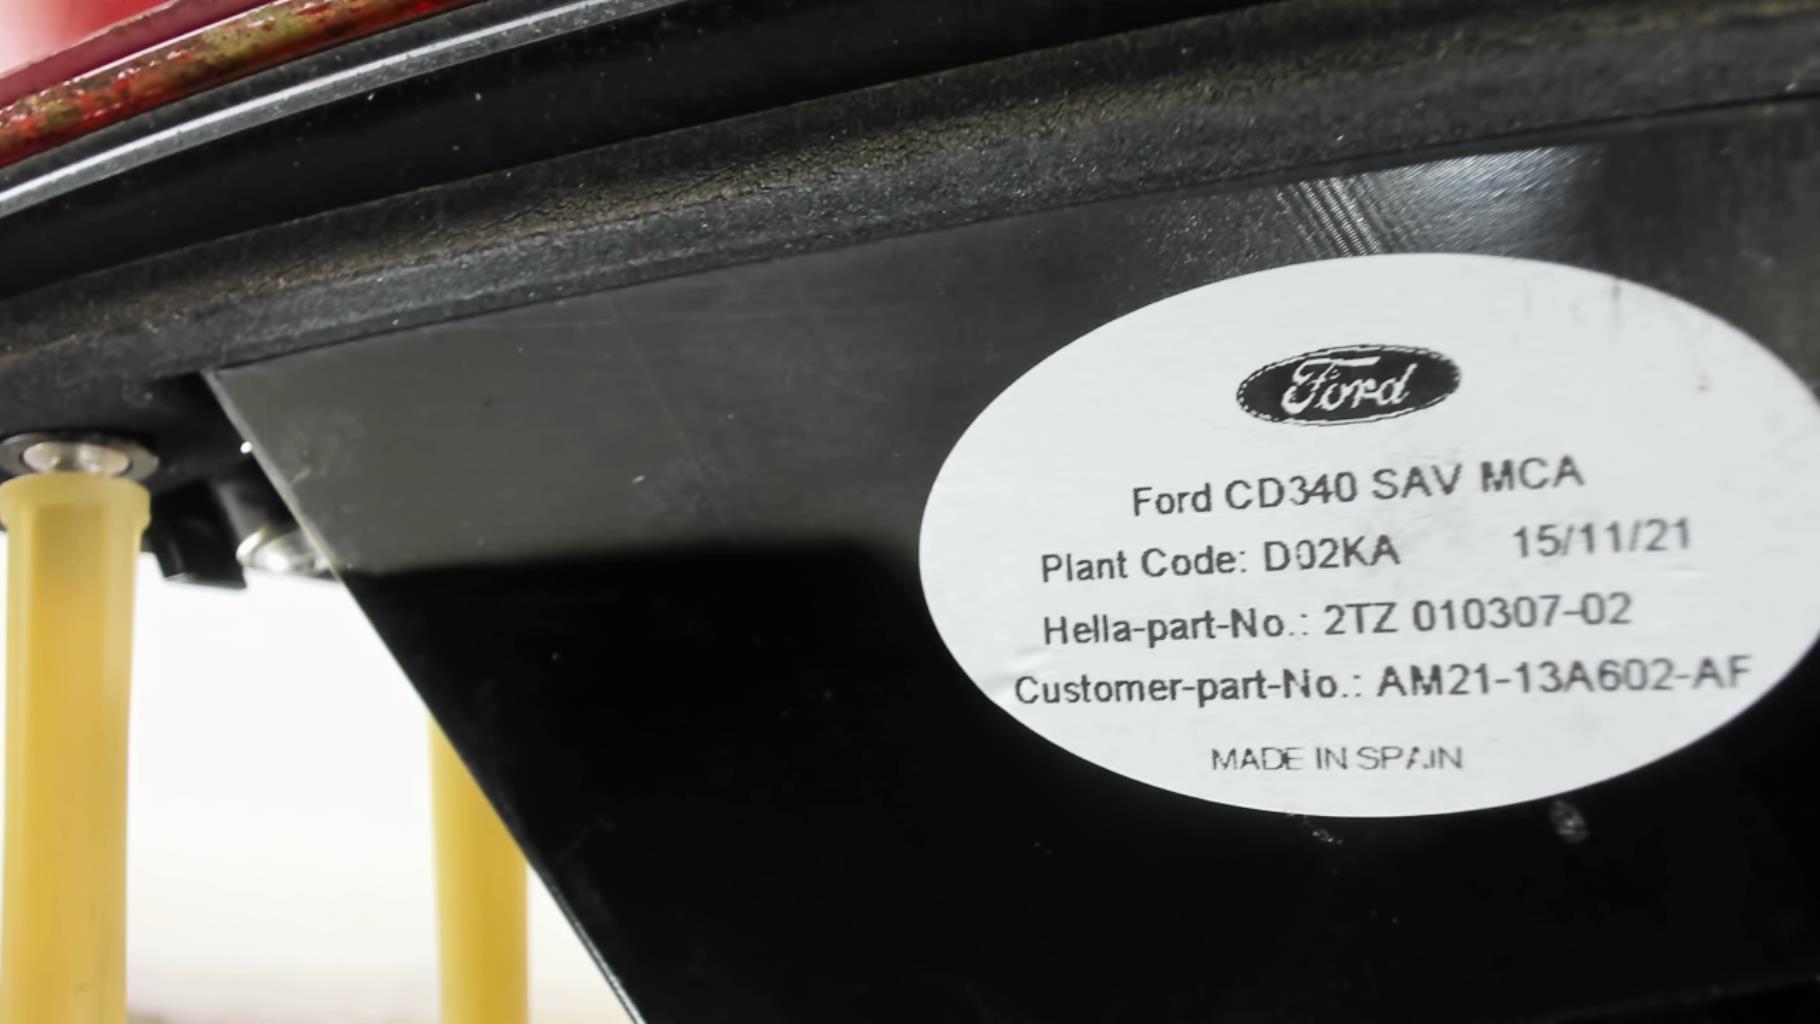 Ford
Ford CD340 SAV MCA
Plant Code: D02KA 15/11/21
Hella-part-No.: 2TZ 010307-02
Customer-part-No.: AM21-13A602-AF
MADE IN SPAIN